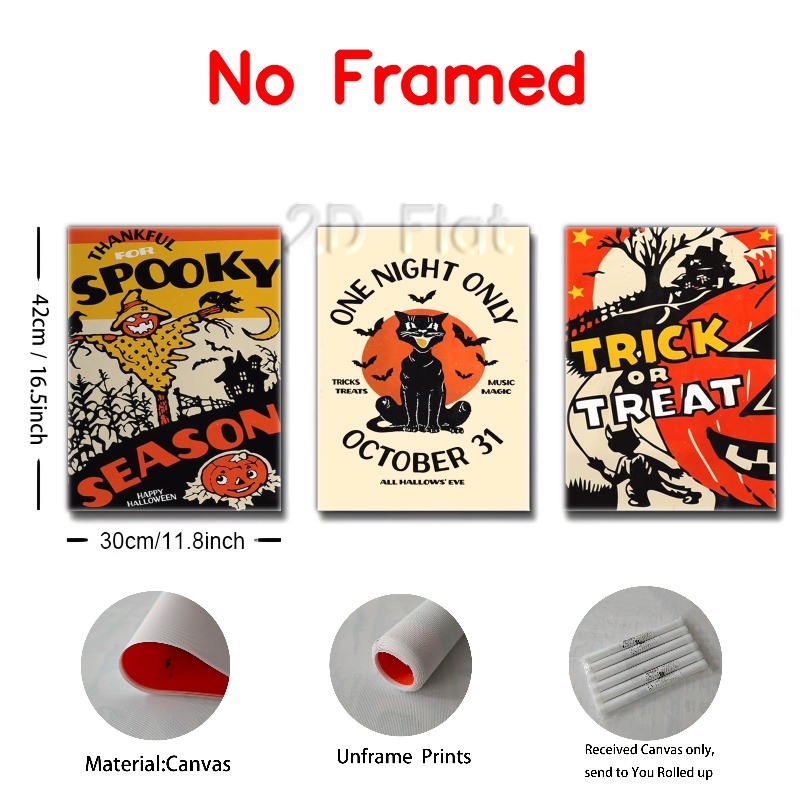 No Framed
2D Flat
THANKFUL
FOR
SPOOKY
SEASON
HAPPY
HALLOWEEN
ONE NIGHT ONLY
TRICKS
TREATS
MUSIC
MAGIC
OCTOBER 31
ALL HALLOWS' EVE
TRICK
OR
TREAT
42cm / 16.5inch
30cm/11.8inch
Material:Canvas
Unframe Prints
Received Canvas only,
send to You Rolled up